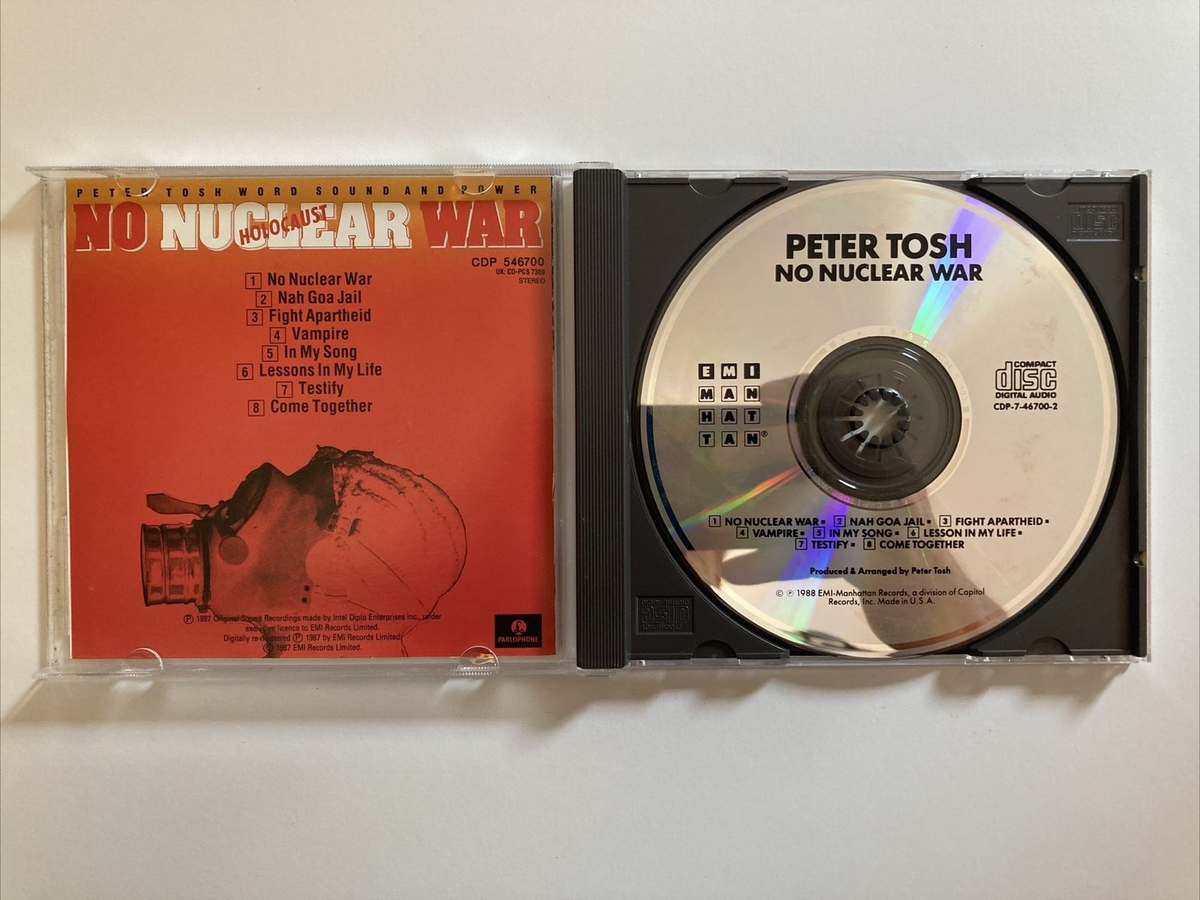 PETER TOSH WORD SOUND AND POWER
NO NUCLEAR WAR
HOLOCAUST
CDP 546700
UK: CD-PCS 7309
STEREO
1 No Nuclear War
2 Nah Goa Jail
3 Fight Apartheid
4 Vampire
5 In My Song
6 Lessons In My Life
7 Testify
8 Come Together
Ⓟ 1987 Original Sound Recordings made by Intel Diplo Enterprises Inc., under
exclusive licence to EMI Records Limited.
Digitally re-mastered Ⓟ 1987 by EMI Records Limited.
© 1987 EMI Records Limited.
PARLOPHONE
PETER TOSH
NO NUCLEAR WAR
EMI
MAN
HAT
TAN®
COMPACT
disc
DIGITAL AUDIO
CDP-7-46700-2
1 NO NUCLEAR WAR▪ 2 NAH GOA JAIL▪ 3 FIGHT APARTHEID▪
4 VAMPIRE▪ 5 IN MY SONG▪ 6 LESSON IN MY LIFE▪
7 TESTIFY▪ 8 COME TOGETHER
Produced & Arranged by Peter Tosh
© Ⓟ 1988 EMI-Manhattan Records, a division of Capitol
Records, Inc. Made in U.S.A.
disc
disc